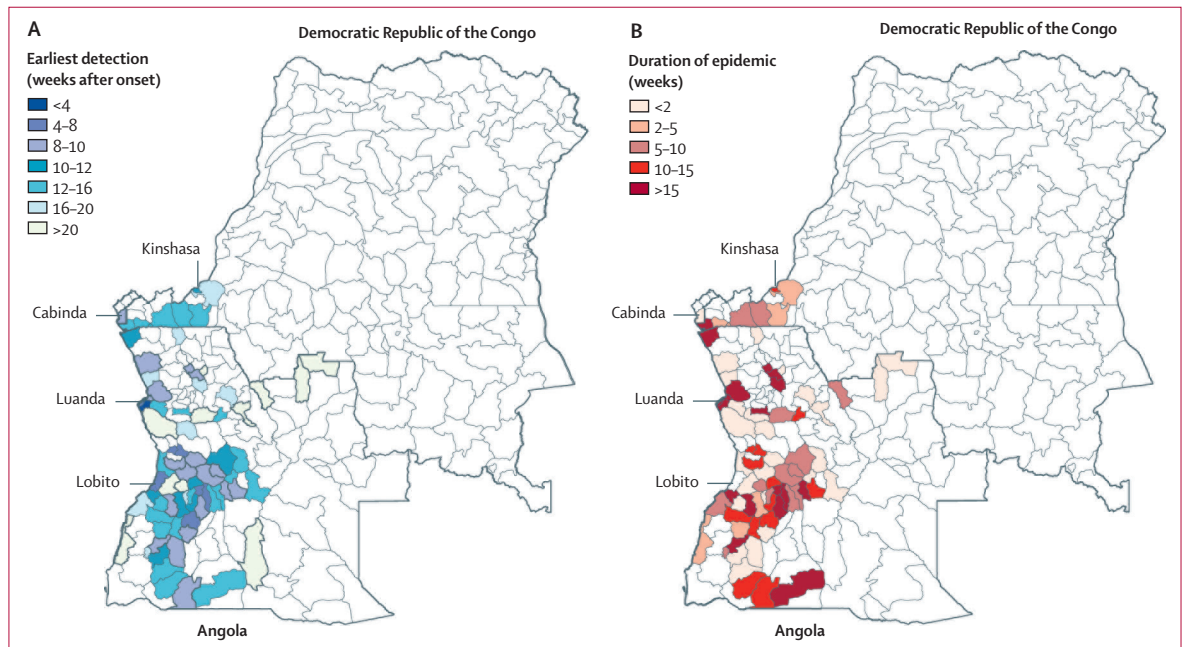 A
Democratic Republic of the Congo
Earliest detection
(weeks after onset)
<4
4–8
8–10
10–12
12–16
16–20
>20
Kinshasa
Cabinda
Luanda
Lobito
Angola
B
Democratic Republic of the Congo
Duration of epidemic
(weeks)
<2
2–5
5–10
10–15
>15
Kinshasa
Cabinda
Luanda
Lobito
Angola